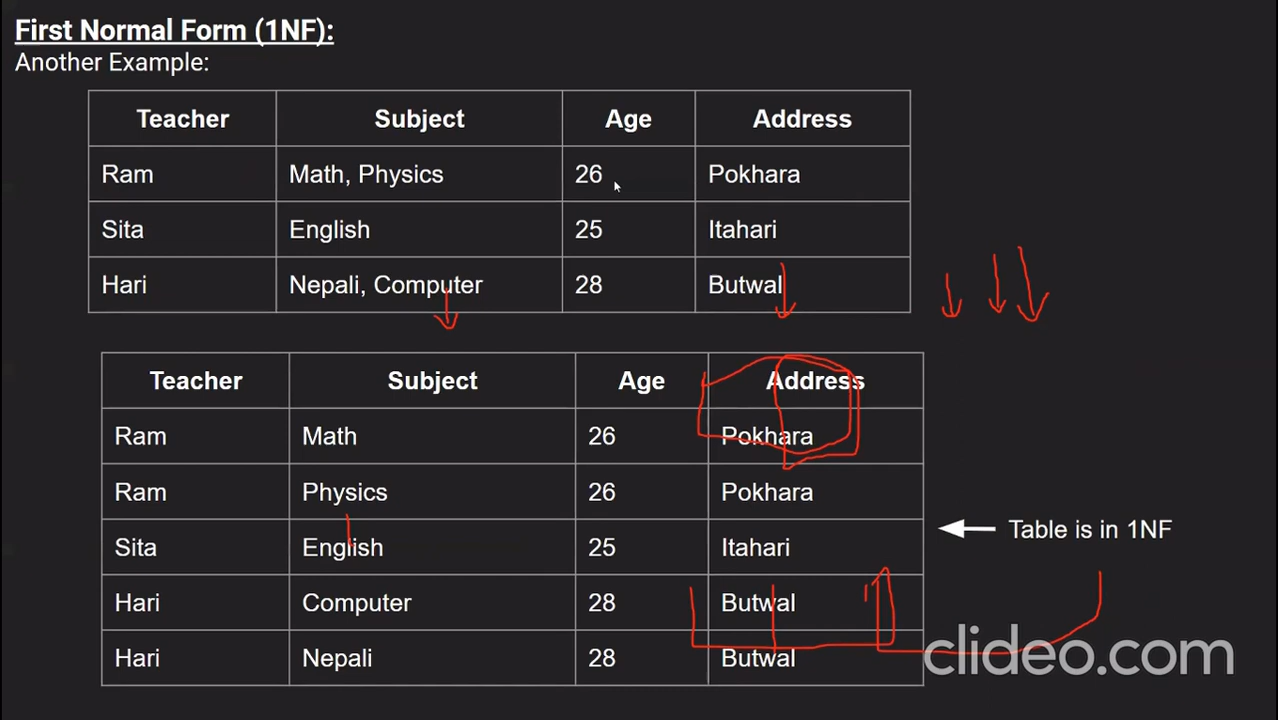 First Normal Form (1NF):
Another Example:
Teacher Subject Age Address
Ram Math, Physics 26 Pokhara
Sita English 25 Itahari
Hari Nepali, Computer 28 Butwal
Teacher Subject Age Address
Ram Math 26 Pokhara
Ram Physics 26 Pokhara
Table is in 1NF
Sita English 25 Itahari
Hari Computer 28 Butwal
Hari Nepali 28 Butwal
clideo.com